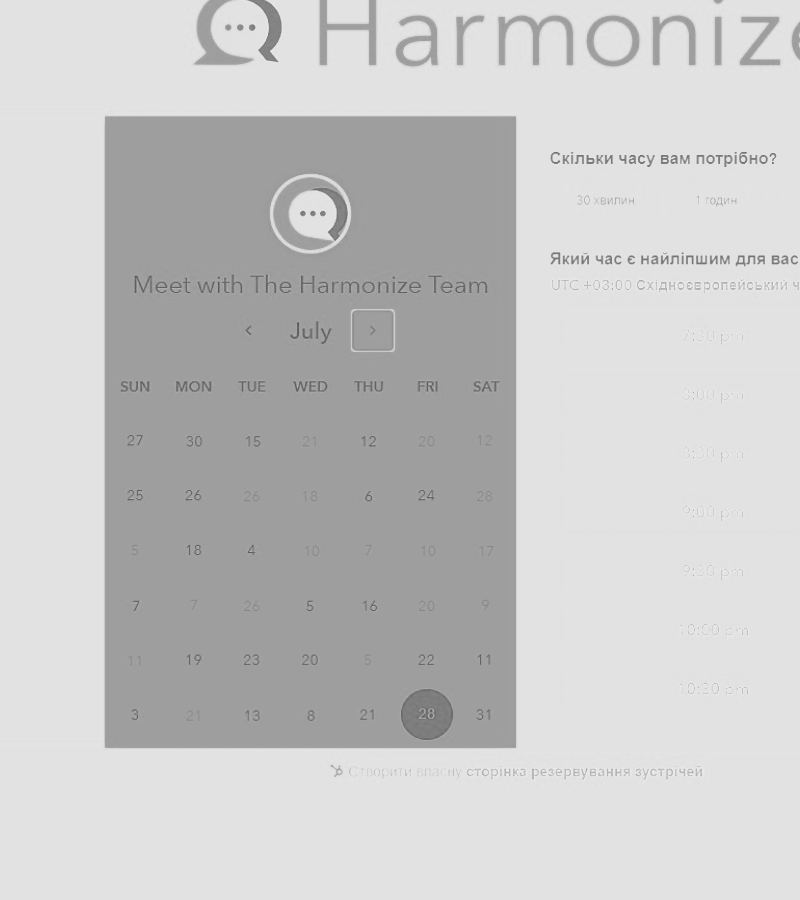 Harmonize
Meet with The Harmonize Team
July
SUN MON TUE WED THU FRI SAT
27 30 15 21 12 20 12
25 26 26 18 6 24 28
5 18 4 10 7 10 17
7 7 26 5 16 20 9
11 19 23 20 5 22 11
3 21 13 8 21 28 31
Скільки часу вам потрібно?
30 хвилин 1 годин
Який час є найліпшим для вас
UTC +03:00 Східноєвропейський ч
7:30 pm
8:00 pm
8:30 pm
9:00 pm
9:30 pm
10:00 pm
10:30 pm
Створити власну сторінка резервування зустрічей